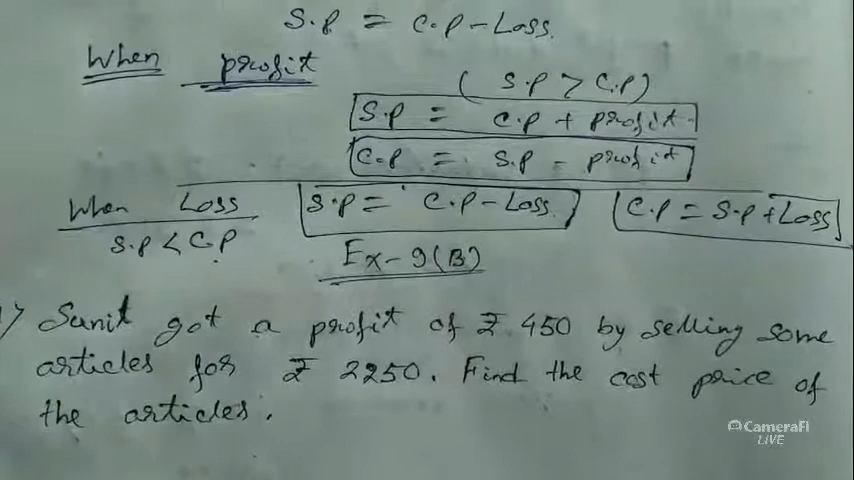 S.P = C.P - Loss.
When profit
(S.P > C.P)
S.P = C.P + profit.
C.P = S.P - profit
When Loss S.P = C.P - Loss C.P = S.P + Loss
S.P < C.P
Ex - 9(B)
1) Sunit got a profit of ₹ 450 by selling some
articles for ₹ 2250. Find the cost price of
the articles.
CameraFi
LIVE